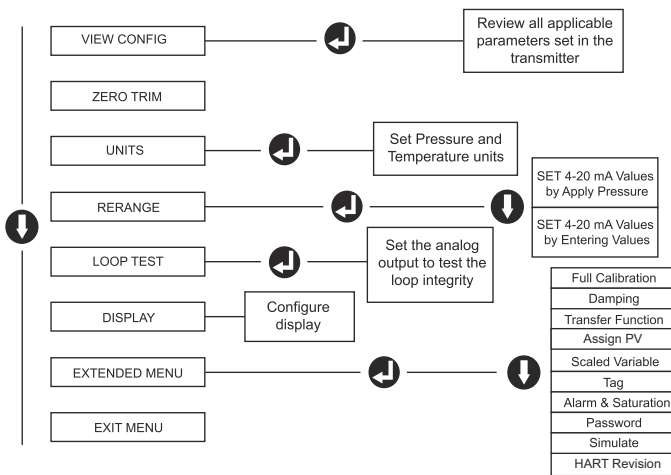 VIEW CONFIG
Review all applicable
parameters set in the
transmitter
ZERO TRIM
UNITS
Set Pressure and
Temperature units
RERANGE
SET 4-20 mA Values
by Apply Pressure
SET 4-20 mA Values
by Entering Values
LOOP TEST
Set the analog
output to test the
loop integrity
DISPLAY
Configure
display
EXTENDED MENU
Full Calibration
Damping
Transfer Function
Assign PV
Scaled Variable
Tag
Alarm & Saturation
Password
Simulate
HART Revision
EXIT MENU